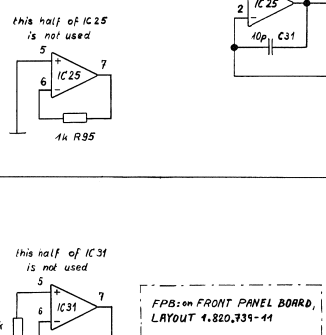 this half of IC25
is not used
5
+
IC25
7
6
-
1k R95
IC25
2
-
10p C31
this half of IC31
is not used
5
+
IC31
7
6
-
FPB: on FRONT PANEL BOARD,
LAYOUT 1.820.739-11